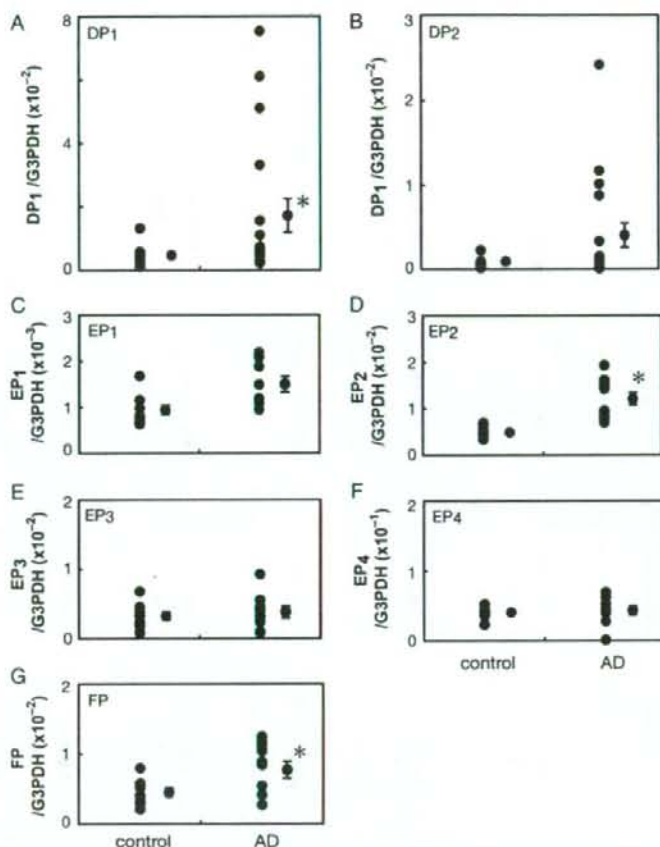 A
DP1
DP1 /G3PDH (x10-2)
8
4
0
*
B
DP2
DP1 /G3PDH (x10-2)
3
2
1
0
C
EP1
EP1
/G3PDH (x10-3)
3
2
1
0
D
EP2
EP2
/G3PDH (x10-2)
3
2
1
0
*
E
EP3
EP3
/G3PDH (x10-2)
2
1
0
F
EP4
EP4
/G3PDH (x10-1)
2
1
0
control
AD
G
FP
FP
/G3PDH (x10-2)
2
1
0
*
control
AD